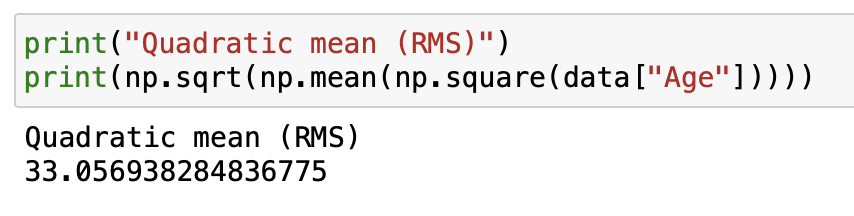 print("Quadratic mean (RMS)")
print(np.sqrt(np.mean(np.square(data["Age"]))))
Quadratic mean (RMS)
33.056938284836775